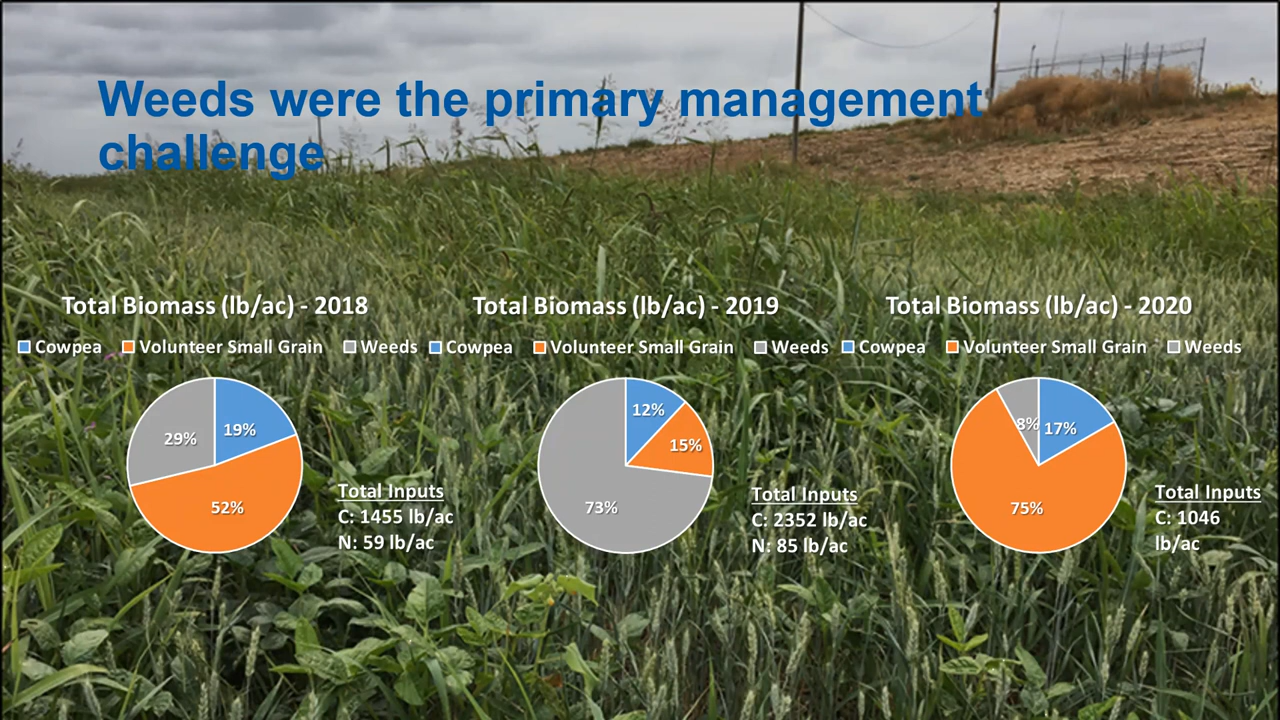 Weeds were the primary management
challenge
Total Biomass (lb/ac) - 2018
Cowpea Volunteer Small Grain Weeds
29%
19%
52%
Total Inputs
C: 1455 lb/ac
N: 59 lb/ac
Total Biomass (lb/ac) - 2019
Cowpea Volunteer Small Grain Weeds
12%
15%
73%
Total Inputs
C: 2352 lb/ac
N: 85 lb/ac
Total Biomass (lb/ac) - 2020
Cowpea Volunteer Small Grain Weeds
8%
17%
75%
Total Inputs
C: 1046
lb/ac